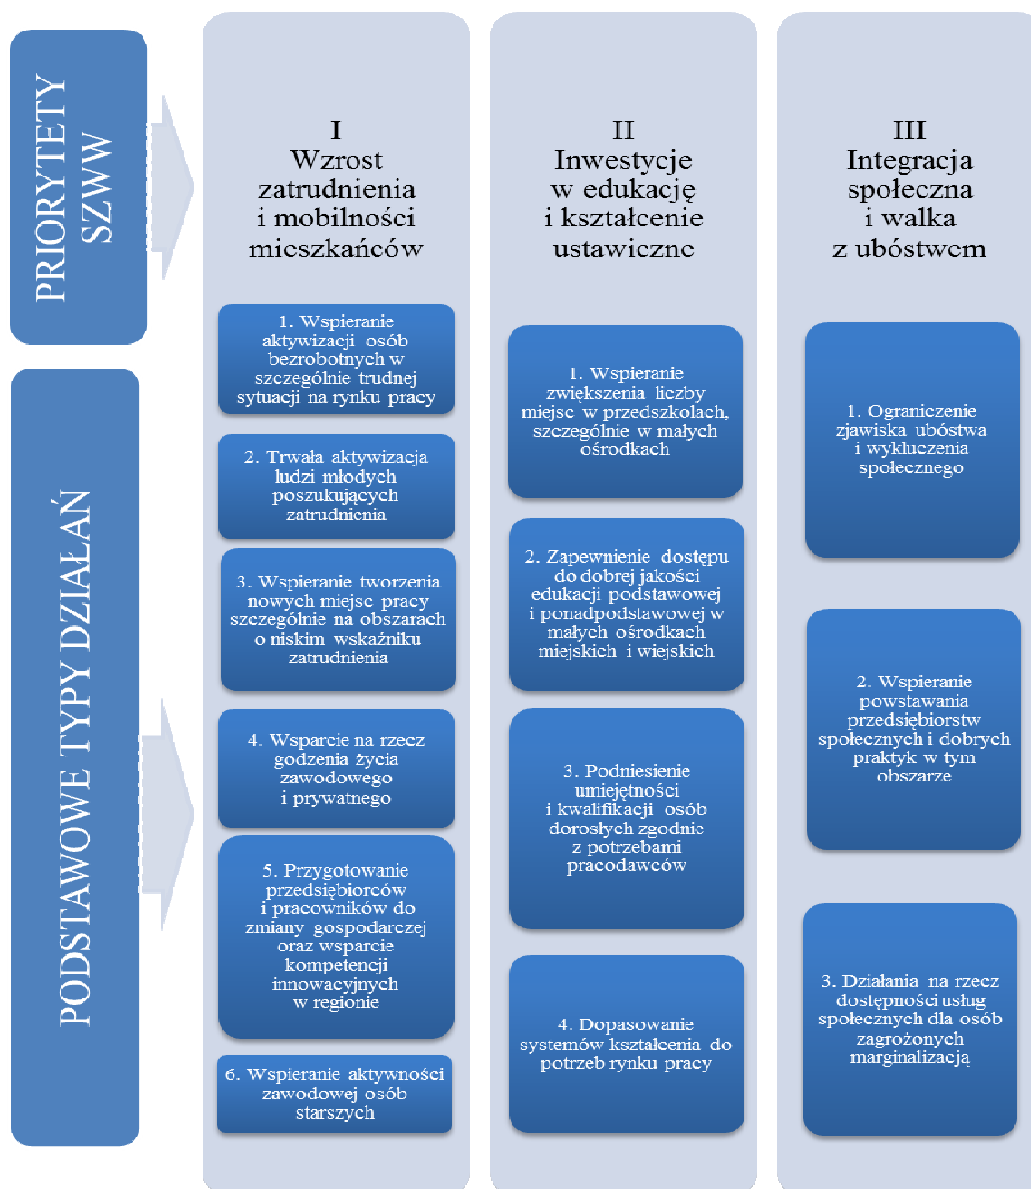 PRIORYTETY
SZWW
PODSTAWOWE TYPY DZIAŁAŃ
I
Wzrost
zatrudnienia
i mobilności
mieszkańców
1. Wspieranie
aktywizacji osób
bezrobotnych w
szczególnie trudnej
sytuacji na rynku pracy
2. Trwała aktywizacja
ludzi młodych
poszukujących
zatrudnienia
3. Wspieranie tworzenia
nowych miejsc pracy
szczególnie na obszarach
o niskim wskaźniku
zatrudnienia
4. Wsparcie na rzecz
godzenia życia
zawodowego
i prywatnego
5. Przygotowanie
przedsiębiorców
i pracowników do
zmiany gospodarczej
oraz wsparcie
kompetencji
innowacyjnych
w regionie
6. Wspieranie aktywności
zawodowej osób
starszych
II
Inwestycje
w edukację
i kształcenie
ustawiczne
1. Wspieranie
zwiększenia liczby
miejsc w przedszkolach,
szczególnie w małych
ośrodkach
2. Zapewnienie dostępu
do dobrej jakości
edukacji podstawowej
i ponadpodstawowej w
małych ośrodkach
miejskich i wiejskich
3. Podniesienie
umiejętności
i kwalifikacji osób
dorosłych zgodnie
z potrzebami
pracodawców
4. Dopasowanie
systemów kształcenia do
potrzeb rynku pracy
III
Integracja
społeczna
i walka
z ubóstwem
1. Ograniczenie
zjawiska ubóstwa
i wykluczenia
społecznego
2. Wspieranie
powstawania
przedsiębiorstw
społecznych i dobrych
praktyk w tym
obszarze
3. Działania na rzecz
dostępności usług
społecznych dla osób
zagrożonych
marginalizacją